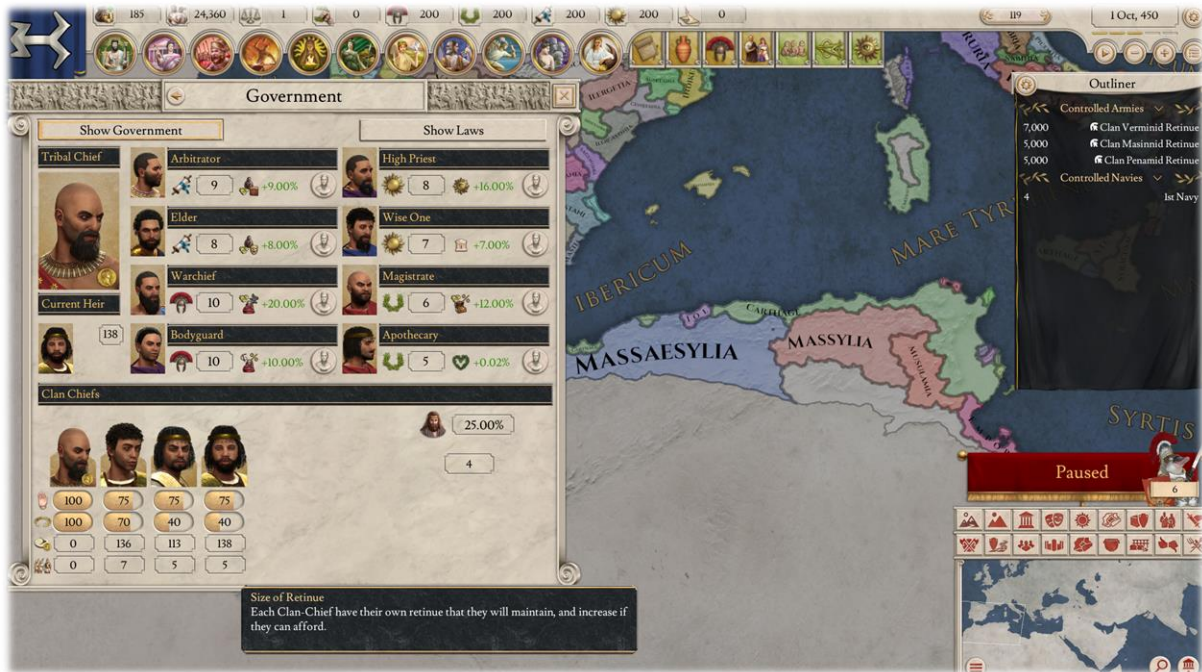 185
24,360
1
0
200
200
200
200
0
119
1 Oct, 450
Government
Show Government
Show Laws
Tribal Chief
Arbitrator
9
+9.00%
High Priest
8
+16.00%
Elder
8
+8.00%
Wise One
7
+7.00%
Warchief
10
+20.00%
Magistrate
6
+12.00%
Current Heir
138
Bodyguard
10
+10.00%
Apothecary
5
+0.02%
Clan Chiefs
25.00%
4
100 75 75 75
100 70 40 40
0 136 113 138
0 7 5 5
Size of Retinue
Each Clan-Chief have their own retinue that they will maintain, and increase if
they can afford.
ILERGETIA
IBERICUM
MARE TYR
MASSAESYLIA
IOL
CARTHAGE
MASSYLIA
MUSULAMIA
SYRTIS
Outliner
Controlled Armies
7,000 Clan Verminid Retinue
5,000 Clan Masinnid Retinue
5,000 Clan Penamid Retinue
Controlled Navies
4 1st Navy
Paused
6